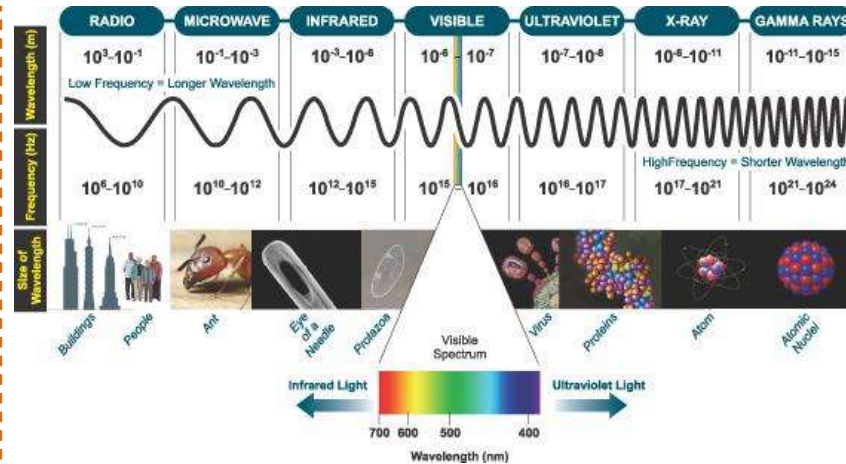 RADIO MICROWAVE INFRARED VISIBLE ULTRAVIOLET X-RAY GAMMA RAYS
Wavelength (m)
10³-10⁻¹ 10⁻¹-10⁻³ 10⁻³-10⁻⁶ 10⁻⁶ - 10⁻⁷ 10⁻⁷-10⁻⁸ 10⁻⁸-10⁻¹¹ 10⁻¹¹-10⁻¹⁵
Low Frequency = Longer Wavelength
HighFrequency = Shorter Wavelength
Frequency (Hz)
10⁶-10¹⁰ 10¹⁰-10¹² 10¹²-10¹⁵ 10¹⁵ - 10¹⁶ 10¹⁶-10¹⁷ 10¹⁷-10²¹ 10²¹-10²⁴
Size of
Wavelength
Buildings
People
Ant
Eye
of a
Needle
Protazoa
Virus
Proteins
Atom
Atomic
Nuclei
Visible
Spectrum
Infrared Light
Ultraviolet Light
700 600 500 400
Wavelength (nm)